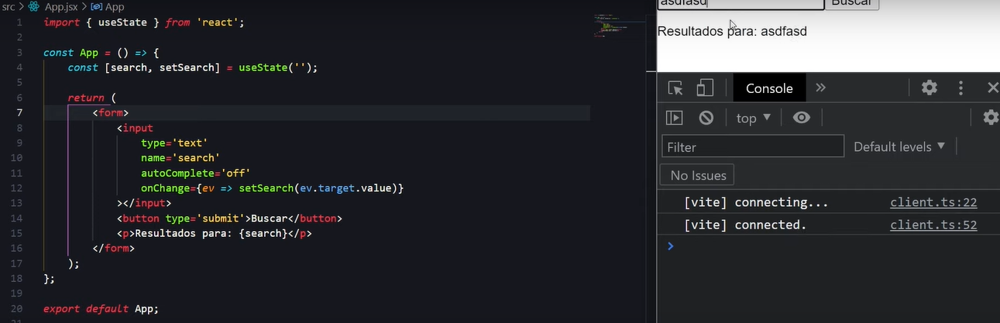 src > App.jsx > App
1 import { useState } from 'react';
2
3 const App = () => {
4 const [search, setSearch] = useState('');
5
6 return (
7 <form>
8 <input
9 type='text'
10 name='search'
11 autoComplete='off'
12 onChange={ev => setSearch(ev.target.value)}
13 ></input>
14 <button type='submit'>Buscar</button>
15 <p>Resultados para: {search}</p>
16 </form>
17 );
18 };
19
20 export default App;
21
asdfasd Buscar
Resultados para: asdfasd
Console »
top ▼
Filter Default levels ▼
No Issues
[vite] connecting... client.ts:22
[vite] connected. client.ts:52
>